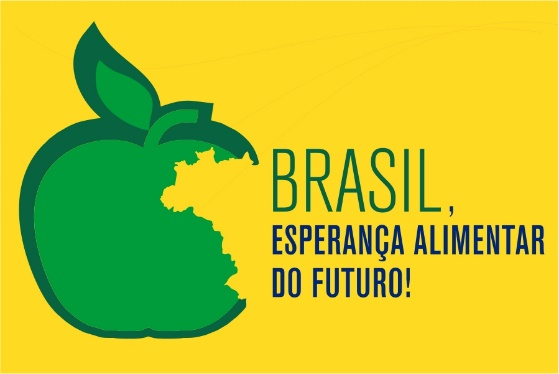 BRASIL,
ESPERANÇA ALIMENTAR
DO FUTURO!